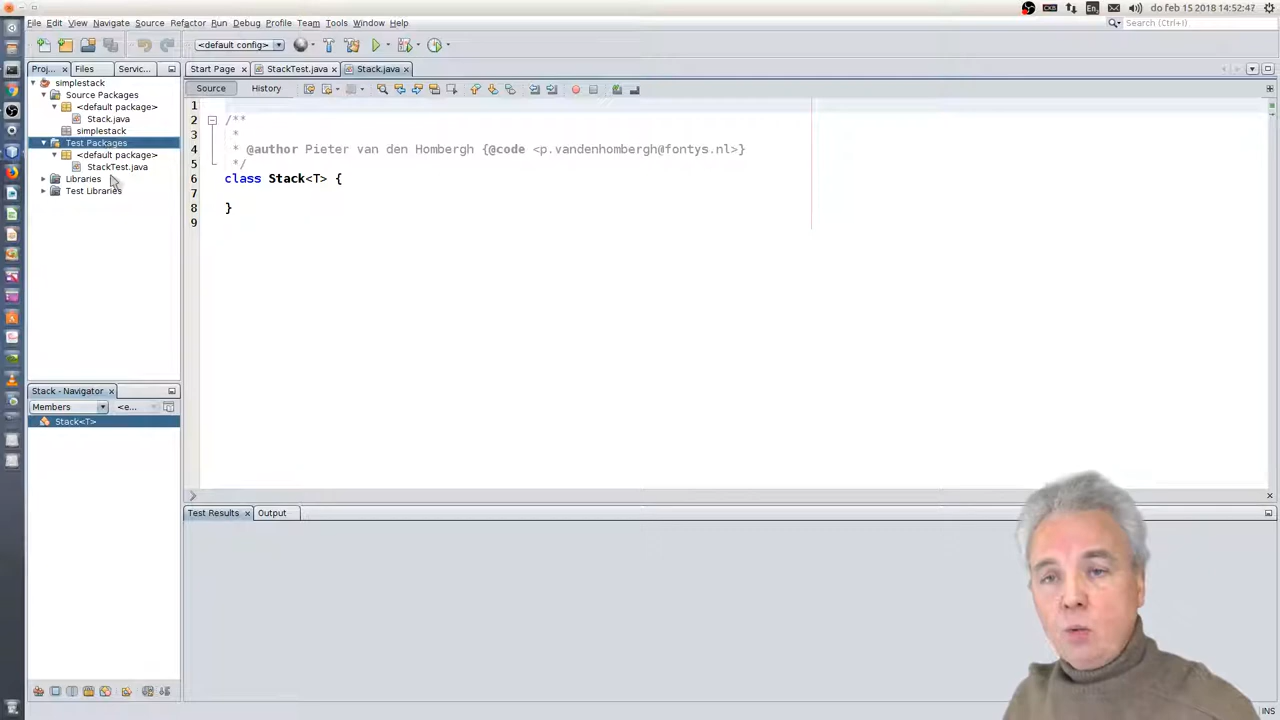 do feb 15 2018 14:52:47
File Edit View Navigate Source Refactor Run Debug Profile Team Tools Window Help
Search (Ctrl+I)
<default config>
Proj... Files Servic...
Start Page StackTest.java Stack.java
simplestack
Source Packages
<default package>
Stack.java
simplestack
Test Packages
<default package>
StackTest.java
Libraries
Test Libraries
Source History
1
2 /**
3 *
4 * @author Pieter van den Hombergh {@code <p.vandenhombergh@fontys.nl>}
5 */
6 class Stack<T> {
7
8 }
9
Stack - Navigator
Members <e...
Stack<T>
Test Results Output
INS